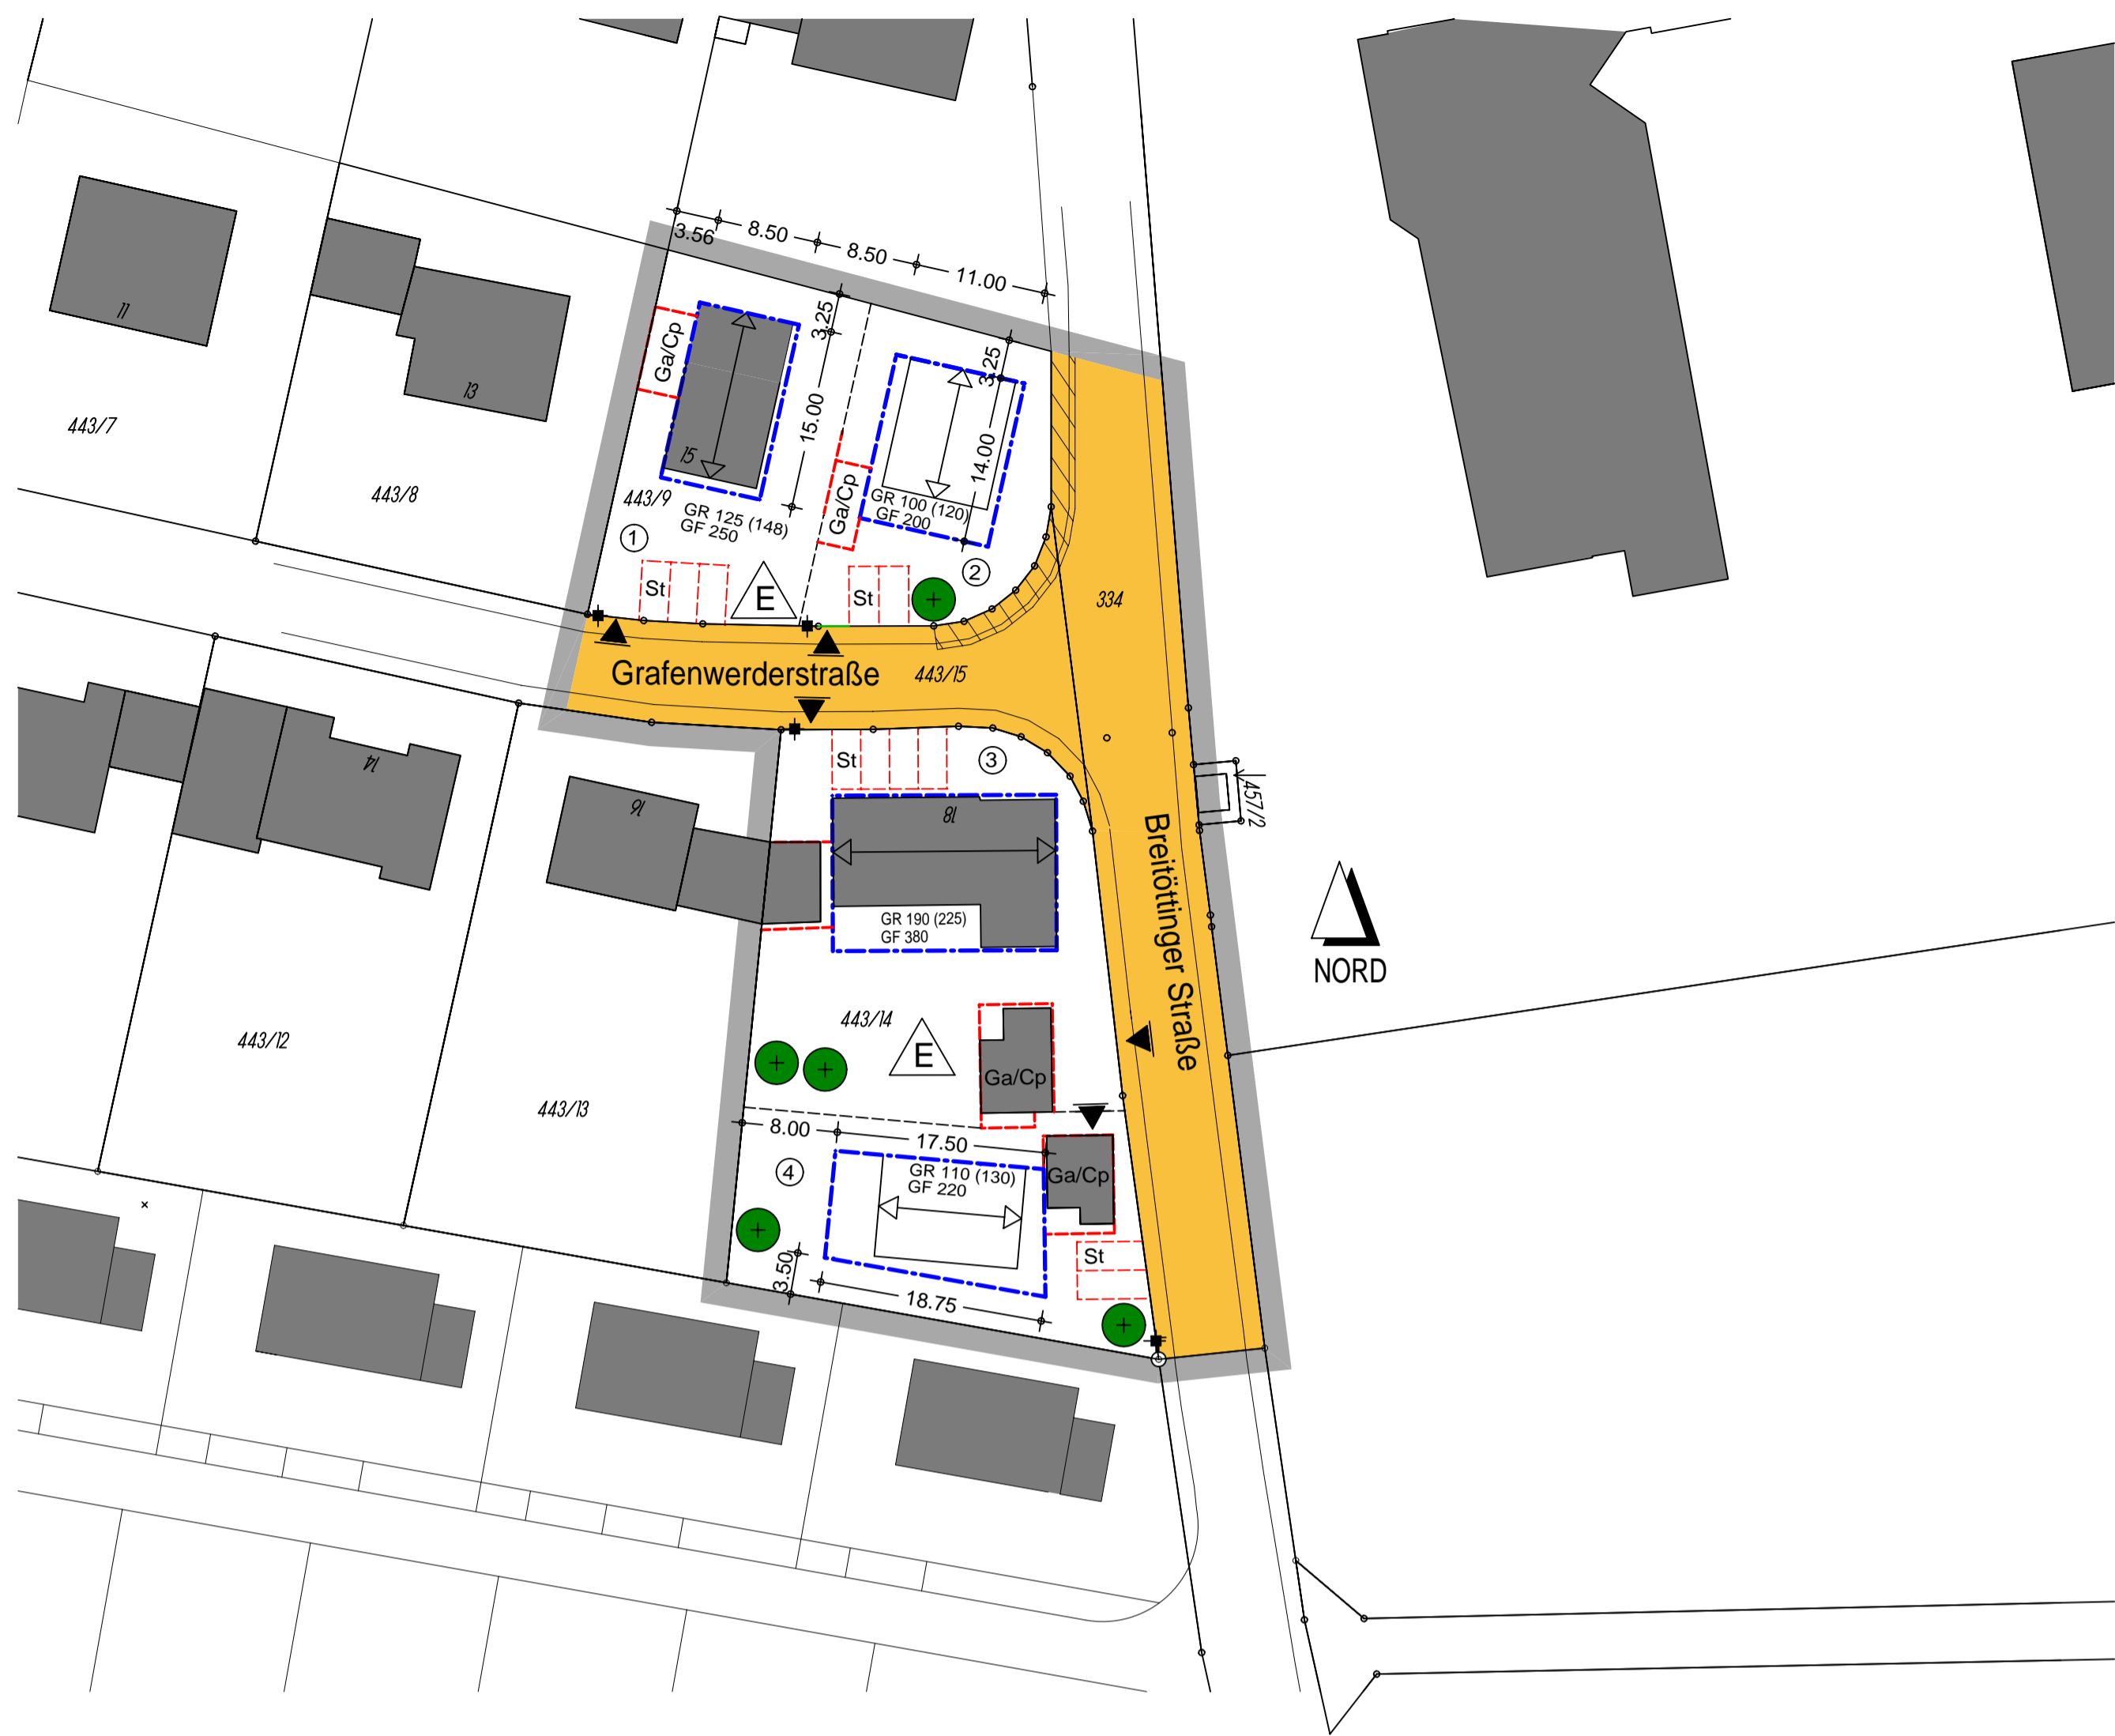 3.56
8.50
8.50
11.00
11
13
443/7
443/8
Ga/Cp
3.25
15.00
15
443/9
GR 125 (148)
GF 250
1
St
E
3.25
14.00
Ga/Cp
GR 100 (120)
GF 200
2
St
334
Grafenwerderstraße
443/15
14
16
St
3
18
GR 190 (225)
GF 380
457/2
Breitöttinger Straße
NORD
443/12
443/13
443/14
E
Ga/Cp
8.00
17.50
4
GR 110 (130)
GF 220
Ga/Cp
St
3.50
18.75